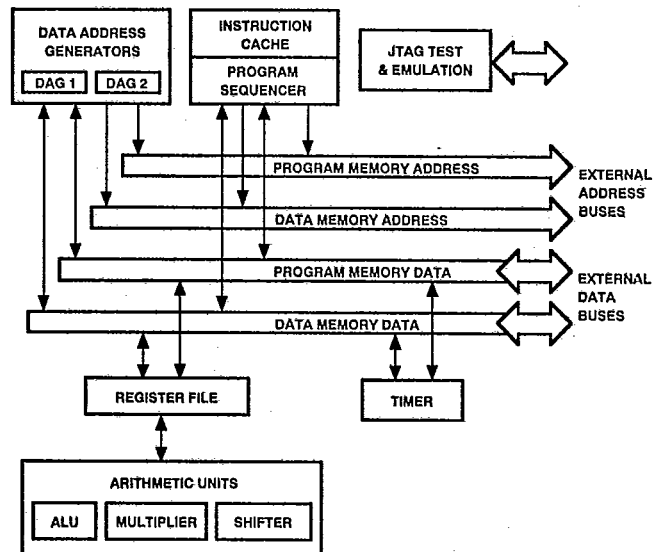 DATA ADDRESS
GENERATORS
DAG 1
DAG 2
INSTRUCTION
CACHE
PROGRAM
SEQUENCER
JTAG TEST
& EMULATION
PROGRAM MEMORY ADDRESS
EXTERNAL
ADDRESS
BUSES
DATA MEMORY ADDRESS
PROGRAM MEMORY DATA
EXTERNAL
DATA
BUSES
DATA MEMORY DATA
REGISTER FILE
TIMER
ARITHMETIC UNITS
ALU
MULTIPLIER
SHIFTER